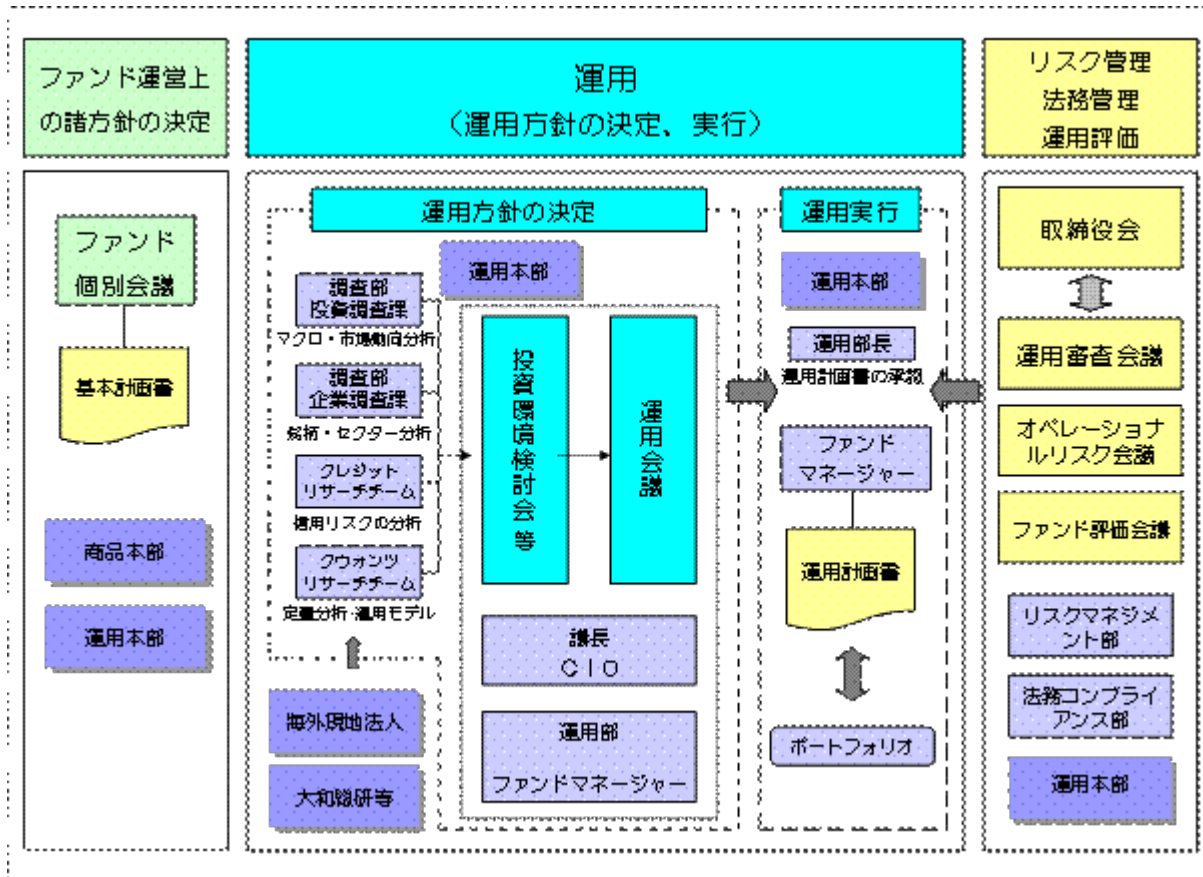 ファンド運営上
の諸方針の決定
ファンド
個別会議
基本計画書
商品本部
運用本部
運用
（運用方針の決定、実行）
運用方針の決定
運用本部
調査部
投資調査課
マクロ・市場動向分析
調査部
企業調査課
銘柄・セクター分析
クレジット
リサーチチーム
信用リスクの分析
クウォンツ
リサーチチーム
定量分析・運用モデル
海外現地法人
大和総研等
投資環境検討会等
運用会議
議長
ＣＩＯ
運用部
ファンドマネージャー
運用実行
運用本部
運用部長
運用計画書の承認
ファンド
マネージャー
運用計画書
ポートフォリオ
リスク管理
法務管理
運用評価
取締役会
運用審査会議
オペレーショナ
ルリスク会議
ファンド評価会議
リスクマネジメ
ント部
法務コンプライ
アンス部
運用本部